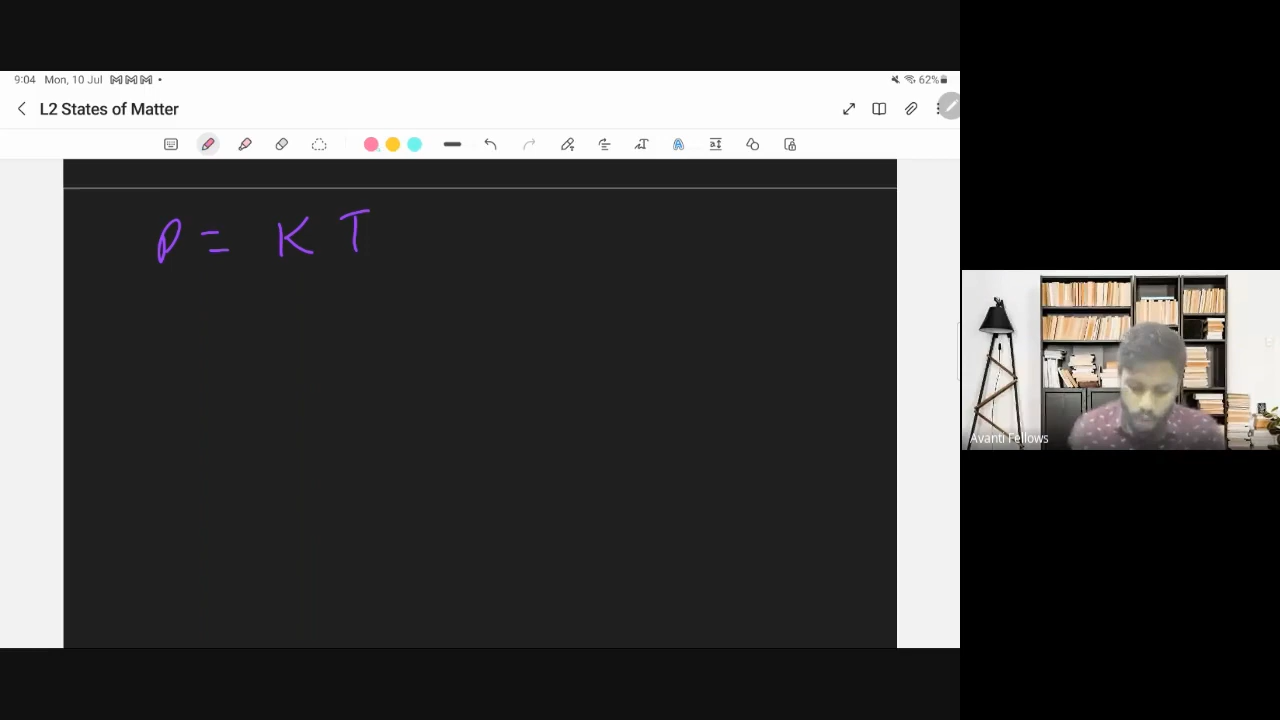 9:04 Mon, 10 Jul 62%
L2 States of Matter
P = K T
Avanti Fellows